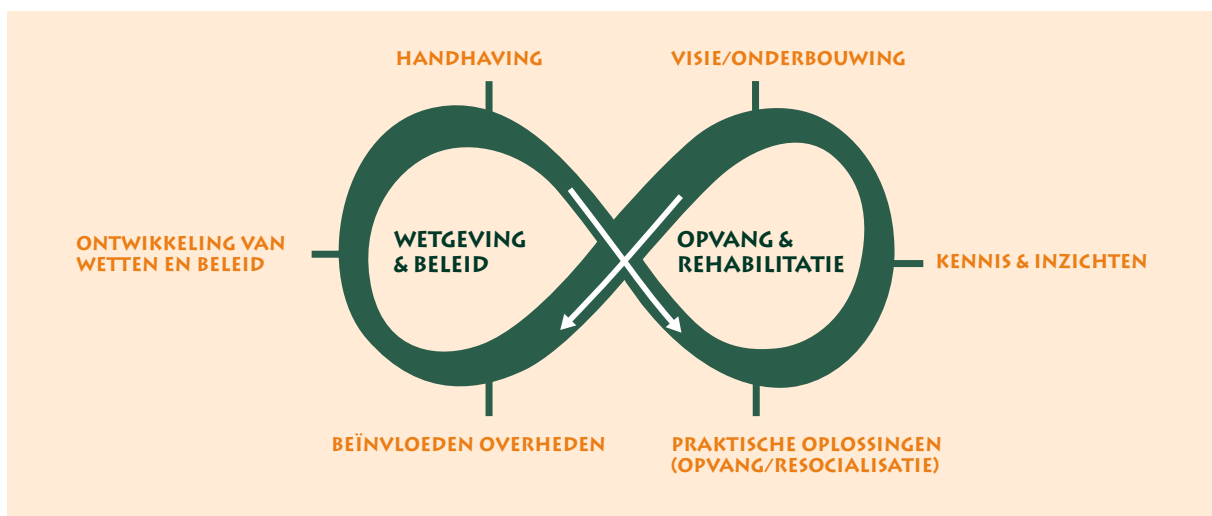 HANDHAVING
VISIE/ONDERBOUWING
ONTWIKKELING VAN
WETTEN EN BELEID
WETGEVING
& BELEID
OPVANG &
REHABILITATIE
KENNIS & INZICHTEN
BEÏNVLOEDEN OVERHEDEN
PRAKTISCHE OPLOSSINGEN
(OPVANG/RESOCIALISATIE)